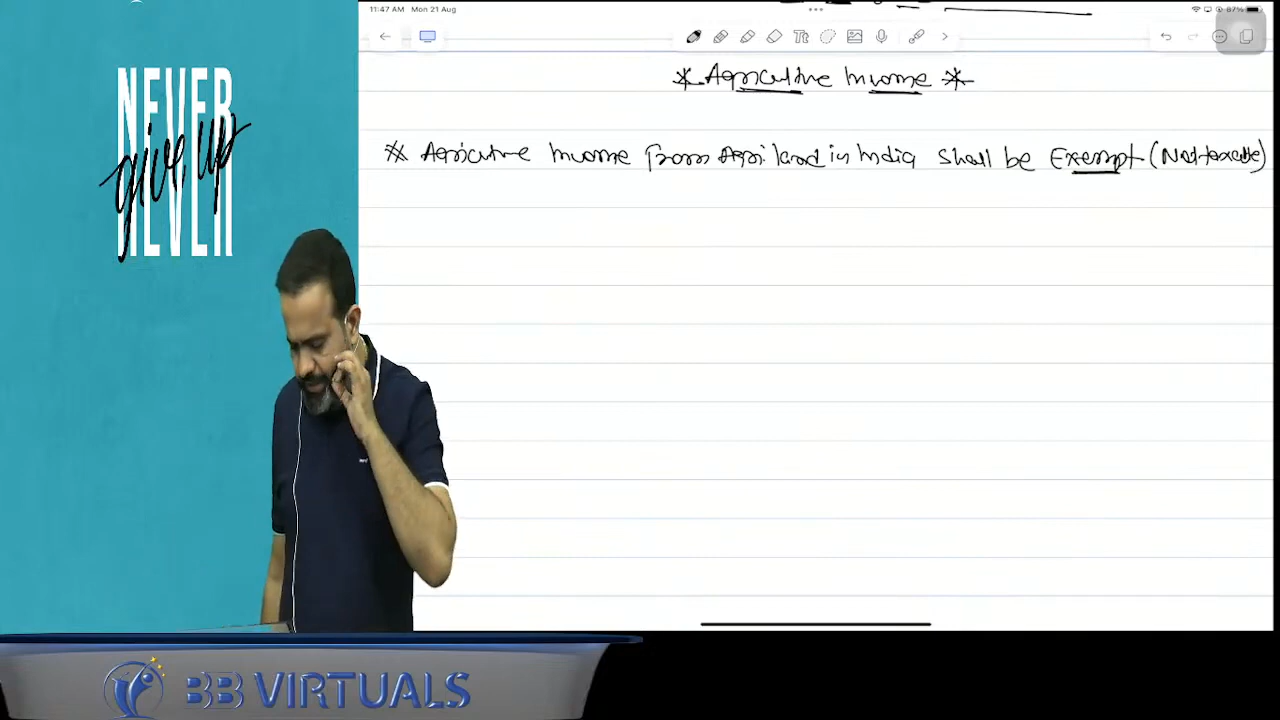 11:47 AM Mon 21 Aug
87%
NEVER
give up
NEVER
* Agriculture Income *
* Agriculture Income from Agri land in India Shall be Exempt (Not taxable)
BB VIRTUALS